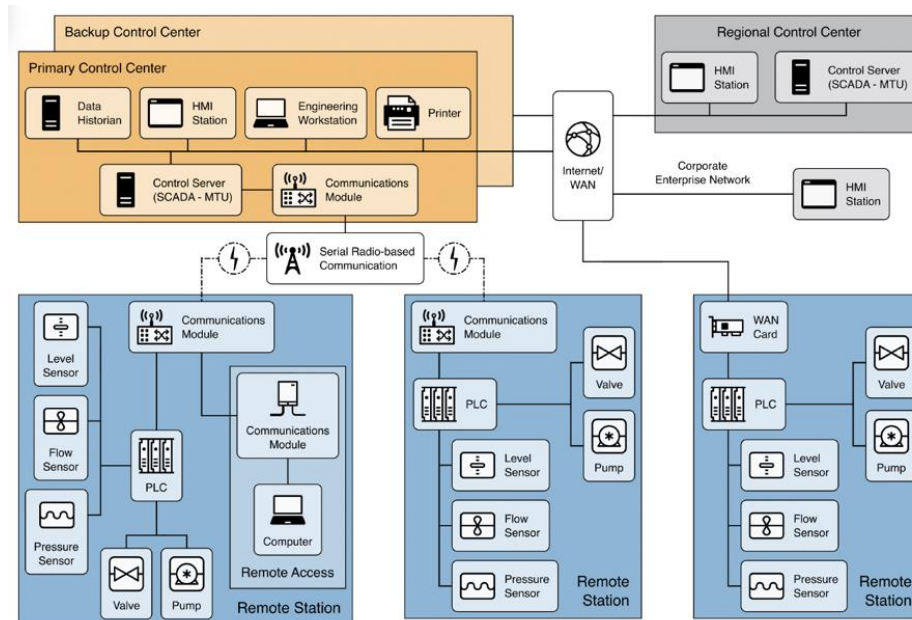 Backup Control Center
Primary Control Center
Data
Historian
HMI
Station
Engineering
Workstation
Printer
Control Server
(SCADA - MTU)
Communications
Module
Regional Control Center
HMI
Station
Control Server
(SCADA - MTU)
Internet/
WAN
Corporate
Enterprise Network
HMI
Station
Serial Radio-based
Communication
Communications
Module
Level
Sensor
Flow
Sensor
Pressure
Sensor
PLC
Valve
Pump
Communications
Module
Computer
Remote Access
Remote Station
Communications
Module
PLC
Valve
Pump
Level
Sensor
Flow
Sensor
Pressure
Sensor
Remote
Station
WAN
Card
PLC
Valve
Pump
Level
Sensor
Flow
Sensor
Pressure
Sensor
Remote
Station